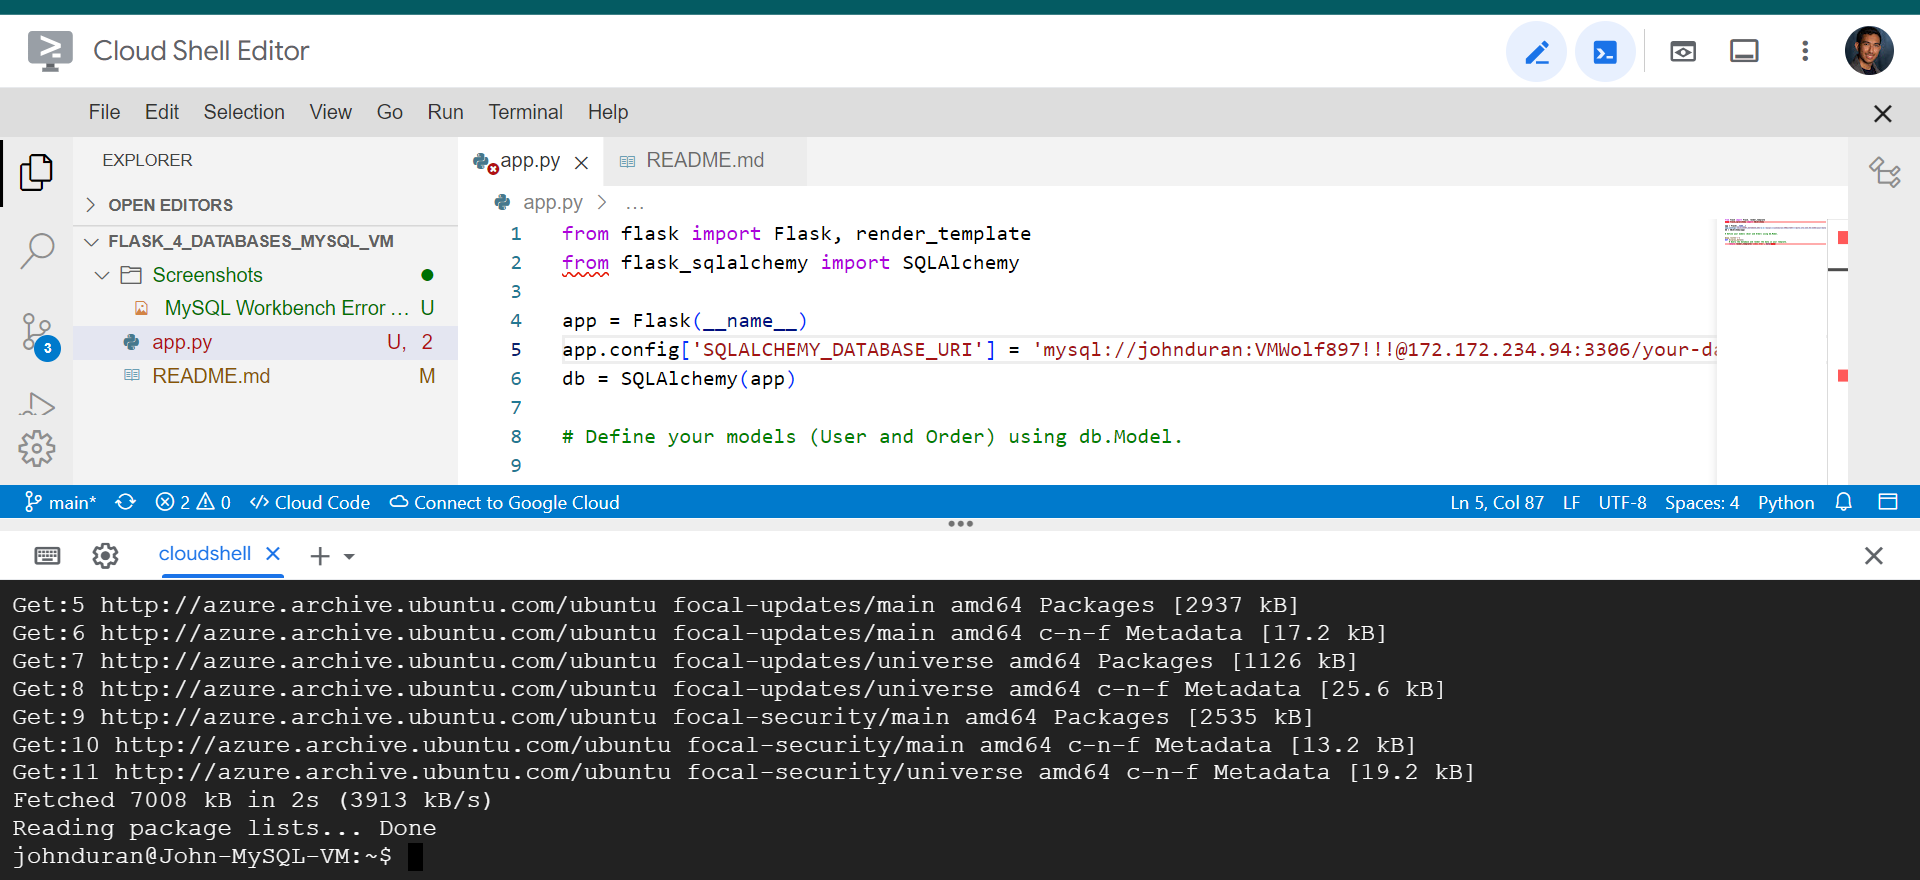 Cloud Shell Editor
File Edit Selection View Go Run Terminal Help
EXPLORER
OPEN EDITORS
FLASK_4_DATABASES_MYSQL_VM
Screenshots
MySQL Workbench Error ... U
app.py U, 2
README.md M
3
app.py README.md
app.py > ...
1 from flask import Flask, render_template
2 from flask_sqlalchemy import SQLAlchemy
3
4 app = Flask(__name__)
5 app.config['SQLALCHEMY_DATABASE_URI'] = 'mysql://johnduran:VMWolf897!!!@172.172.234.94:3306/your-da
6 db = SQLAlchemy(app)
7
8 # Define your models (User and Order) using db.Model.
9
main* 2 0 Cloud Code Connect to Google Cloud Ln 5, Col 87 LF UTF-8 Spaces: 4 Python
cloudshell
Get:5 http://azure.archive.ubuntu.com/ubuntu focal-updates/main amd64 Packages [2937 kB]
Get:6 http://azure.archive.ubuntu.com/ubuntu focal-updates/main amd64 c-n-f Metadata [17.2 kB]
Get:7 http://azure.archive.ubuntu.com/ubuntu focal-updates/universe amd64 Packages [1126 kB]
Get:8 http://azure.archive.ubuntu.com/ubuntu focal-updates/universe amd64 c-n-f Metadata [25.6 kB]
Get:9 http://azure.archive.ubuntu.com/ubuntu focal-security/main amd64 Packages [2535 kB]
Get:10 http://azure.archive.ubuntu.com/ubuntu focal-security/main amd64 c-n-f Metadata [13.2 kB]
Get:11 http://azure.archive.ubuntu.com/ubuntu focal-security/universe amd64 c-n-f Metadata [19.2 kB]
Fetched 7008 kB in 2s (3913 kB/s)
Reading package lists... Done
johnduran@John-MySQL-VM:~$